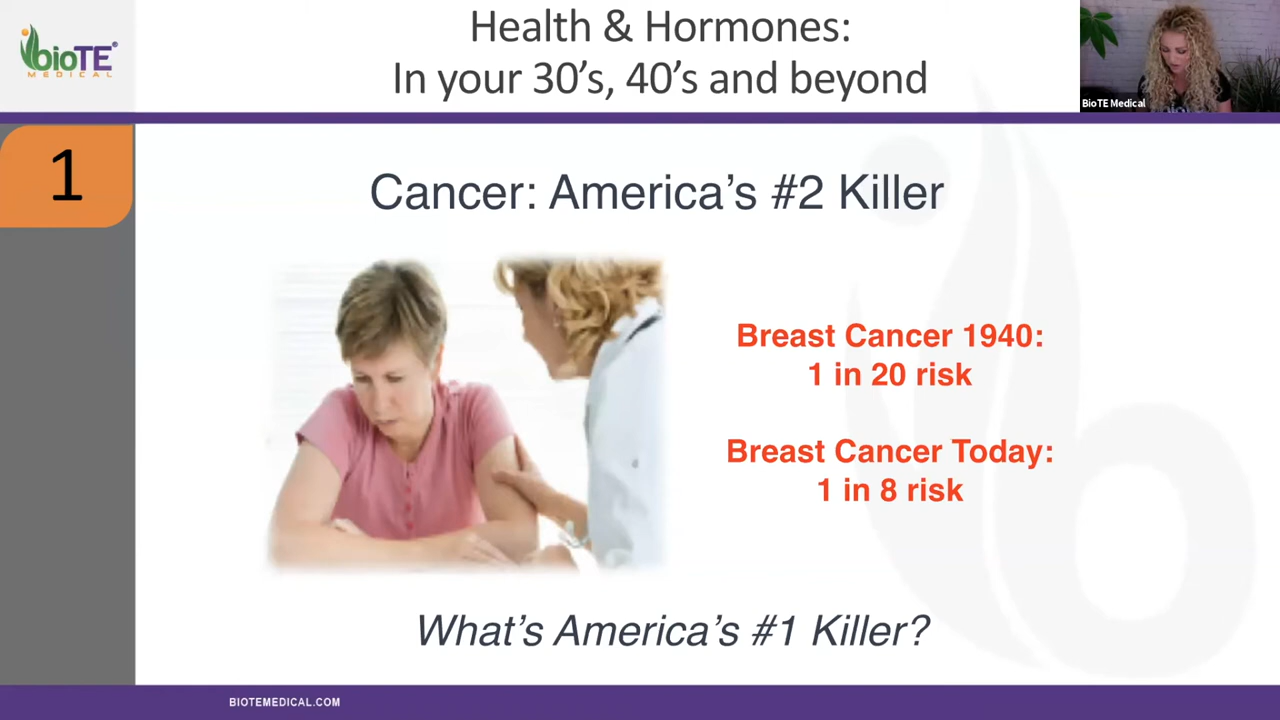 Health & Hormones:
In your 30's, 40's and beyond
bioTE®
MEDICAL
BioTE Medical
1
Cancer: America's #2 Killer
Breast Cancer 1940:
1 in 20 risk
Breast Cancer Today:
1 in 8 risk
What's America's #1 Killer?
BIOTEMEDICAL.COM